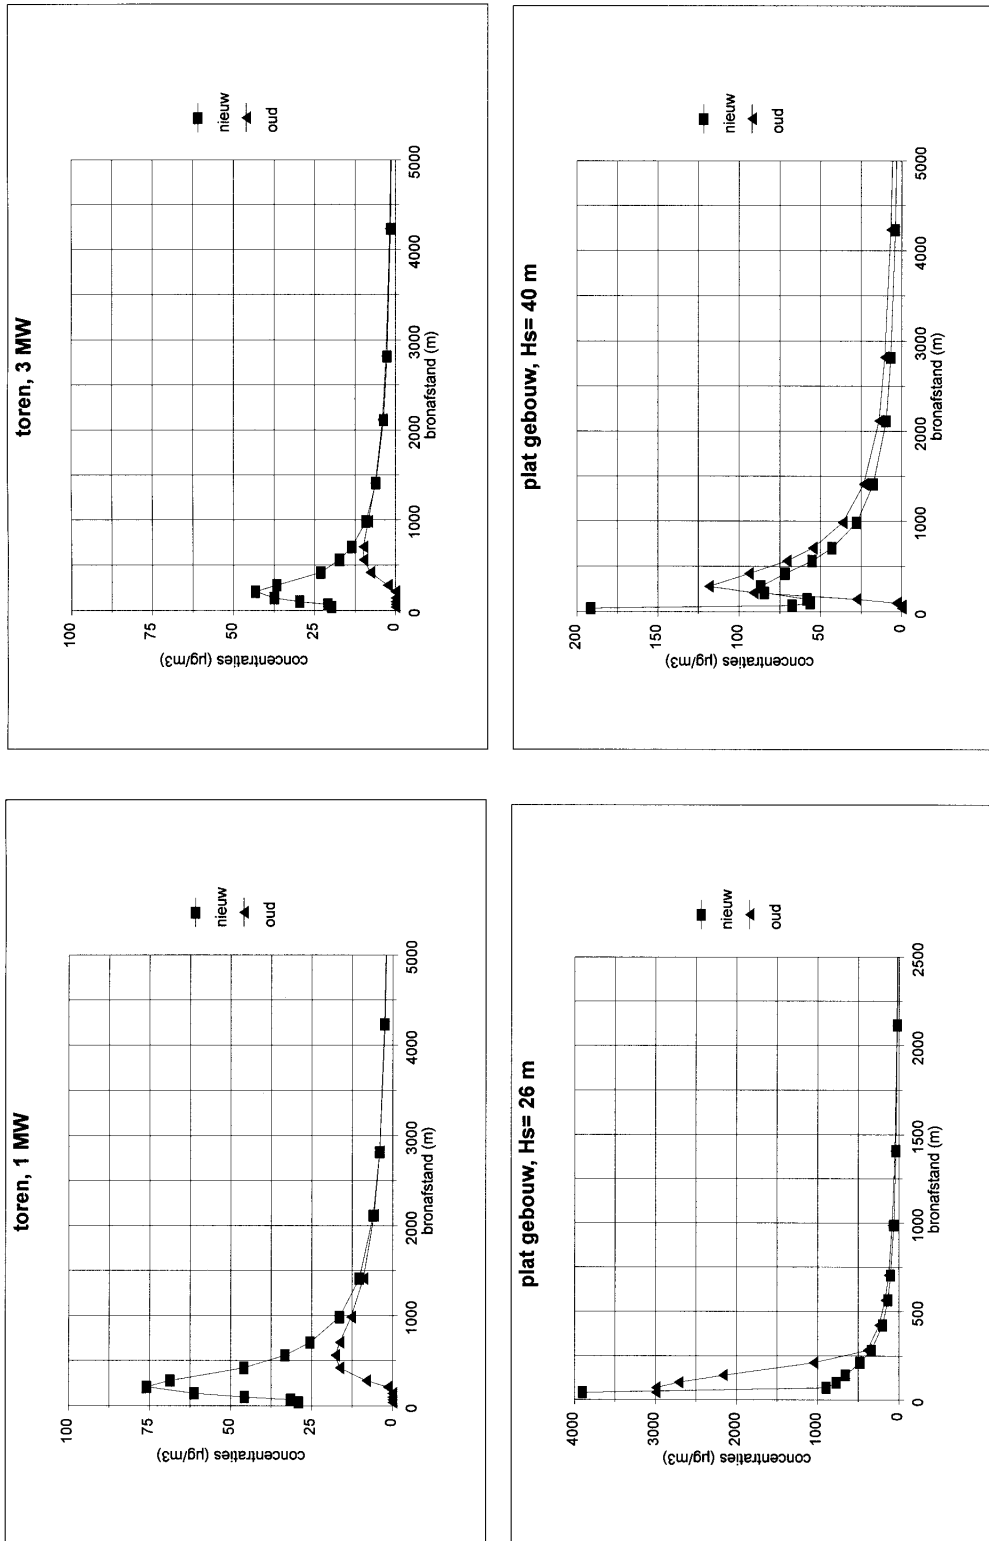 toren, 1 MW
concentraties (µg/m3)
100
75
50
25
0
0
1000
2000
3000
4000
5000
bronafstand (m)
nieuw
oud
toren, 3 MW
concentraties (µg/m3)
100
75
50
25
0
0
1000
2000
3000
4000
5000
bronafstand (m)
nieuw
oud
plat gebouw, Hs= 26 m
concentraties (µg/m3)
4000
3000
2000
1000
0
0
500
1000
1500
2000
2500
bronafstand (m)
nieuw
oud
plat gebouw, Hs= 40 m
concentraties (µg/m3)
200
150
100
50
0
0
1000
2000
3000
4000
5000
bronafstand (m)
nieuw
oud